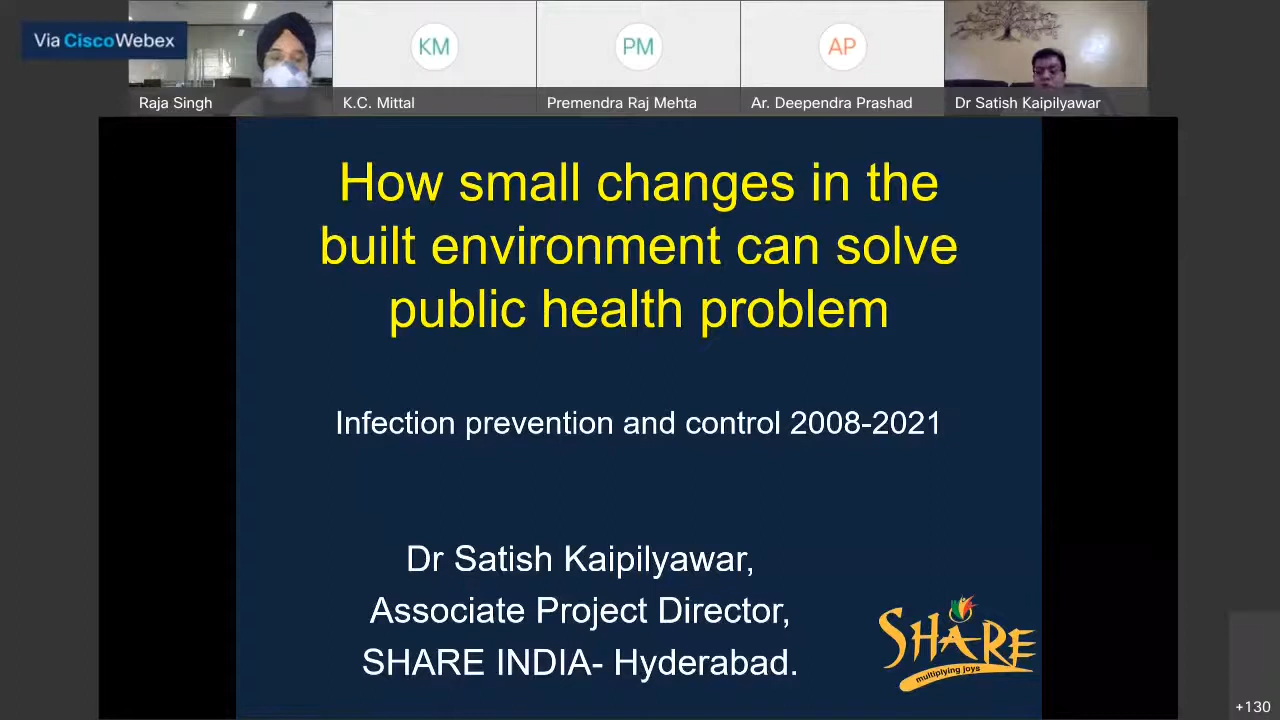 Via CiscoWebex
KM
PM
AP
Raja Singh
K.C. Mittal
Premendra Raj Mehta
Ar. Deependra Prashad
Dr Satish Kaipilyawar
How small changes in the
built environment can solve
public health problem
Infection prevention and control 2008-2021
Dr Satish Kaipilyawar,
Associate Project Director,
SHARE INDIA- Hyderabad.
SHARE
multiplying joys
+130